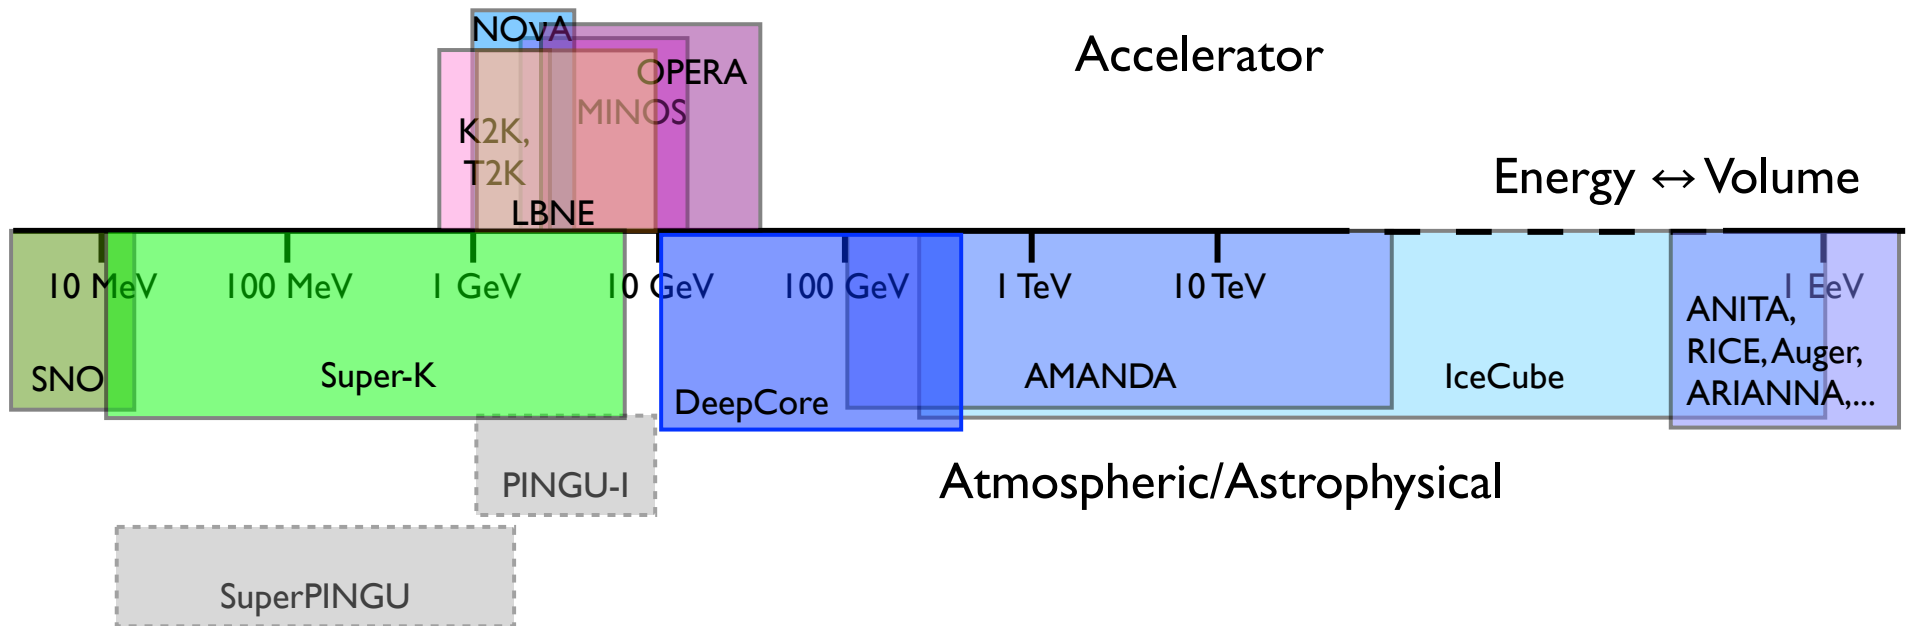 NOνA
Accelerator
OPERA
MINOS
K2K,
T2K
Energy ↔ Volume
LBNE
10 MeV 100 MeV 1 GeV 10 GeV 100 GeV 1 TeV 10 TeV 1 EeV
ANITA,
RICE, Auger,
ARIANNA,...
SNO Super-K DeepCore AMANDA IceCube
PINGU-I
Atmospheric/Astrophysical
SuperPINGU